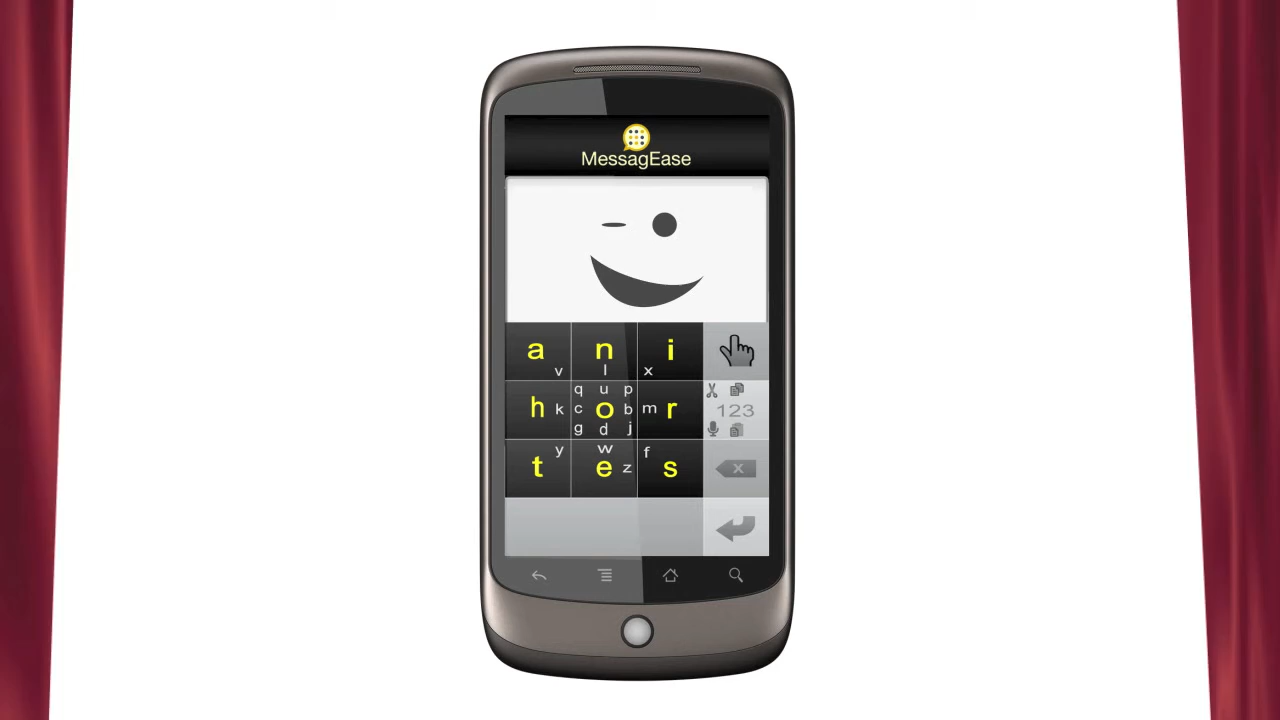 MessagEase
a n i
v l x
q u p
h k c o b m r 123
g d j
y w f
t e z s
x